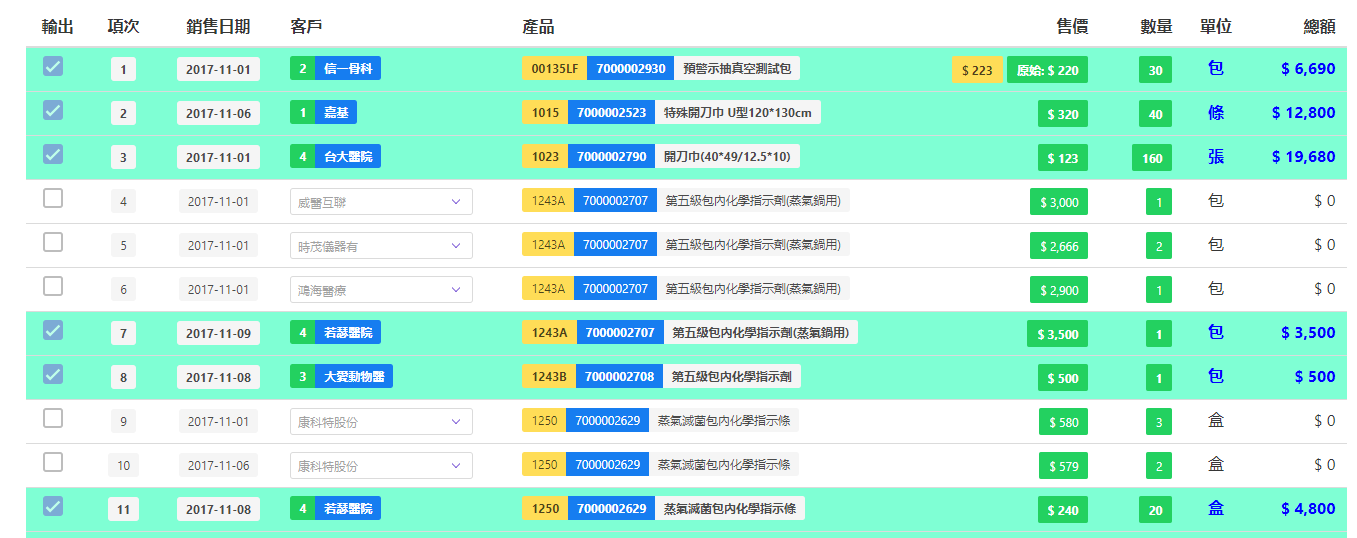 輸出 項次 銷售日期 客戶 產品 售價 數量 單位 總額
1 2017-11-01 2 信一骨科 00135LF 7000002930 預警示抽真空測試包 $ 223 原始: $ 220 30 包 $ 6,690
2 2017-11-06 1 嘉基 1015 7000002523 特殊開刀巾 U型120*130cm $ 320 40 條 $ 12,800
3 2017-11-01 4 台大醫院 1023 7000002790 開刀巾(40*49/12.5*10) $ 123 160 張 $ 19,680
4 2017-11-01 威醫互聯 1243A 7000002707 第五級包內化學指示劑(蒸氣鍋用) $ 3,000 1 包 $ 0
5 2017-11-01 時茂儀器有 1243A 7000002707 第五級包內化學指示劑(蒸氣鍋用) $ 2,666 2 包 $ 0
6 2017-11-01 鴻海醫療 1243A 7000002707 第五級包內化學指示劑(蒸氣鍋用) $ 2,900 1 包 $ 0
7 2017-11-09 4 若瑟醫院 1243A 7000002707 第五級包內化學指示劑(蒸氣鍋用) $ 3,500 1 包 $ 3,500
8 2017-11-08 3 大愛動物醫 1243B 7000002708 第五級包內化學指示劑 $ 500 1 包 $ 500
9 2017-11-01 康科特股份 1250 7000002629 蒸氣滅菌包內化學指示條 $ 580 3 盒 $ 0
10 2017-11-06 康科特股份 1250 7000002629 蒸氣滅菌包內化學指示條 $ 579 2 盒 $ 0
11 2017-11-08 4 若瑟醫院 1250 7000002629 蒸氣滅菌包內化學指示條 $ 240 20 盒 $ 4,800